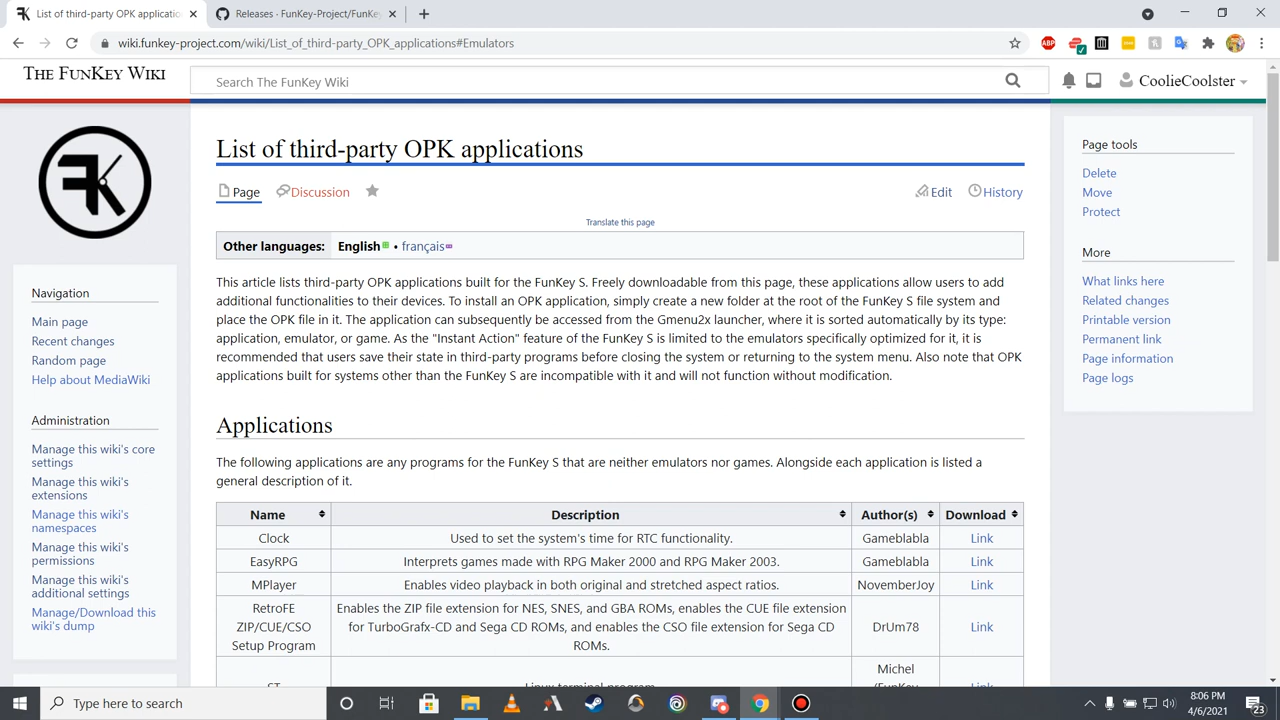 List of third-party OPK applicatio
Releases · FunKey-Project/FunKe
wiki.funkey-project.com/wiki/List_of_third-party_OPK_applications#Emulators
ABP
THE FUNKEY WIKI
Search The FunKey Wiki
CoolieCoolster
FK
Navigation
Main page
Recent changes
Random page
Help about MediaWiki
Administration
Manage this wiki's core
settings
Manage this wiki's
extensions
Manage this wiki's
namespaces
Manage this wiki's
permissions
Manage this wiki's
additional settings
Manage/Download this
wiki's dump
List of third-party OPK applications
Page Discussion Edit History
Translate this page
Other languages: English • français
This article lists third-party OPK applications built for the FunKey S. Freely downloadable from this page, these applications allow users to add
additional functionalities to their devices. To install an OPK application, simply create a new folder at the root of the FunKey S file system and
place the OPK file in it. The application can subsequently be accessed from the Gmenu2x launcher, where it is sorted automatically by its type:
application, emulator, or game. As the "Instant Action" feature of the FunKey S is limited to the emulators specifically optimized for it, it is
recommended that users save their state in third-party programs before closing the system or returning to the system menu. Also note that OPK
applications built for systems other than the FunKey S are incompatible with it and will not function without modification.
Applications
The following applications are any programs for the FunKey S that are neither emulators nor games. Alongside each application is listed a
general description of it.
Name Description Author(s) Download
Clock Used to set the system's time for RTC functionality. Gameblabla Link
EasyRPG Interprets games made with RPG Maker 2000 and RPG Maker 2003. Gameblabla Link
MPlayer Enables video playback in both original and stretched aspect ratios. NovemberJoy Link
RetroFE
ZIP/CUE/CSO
Setup Program
Enables the ZIP file extension for NES, SNES, and GBA ROMs, enables the CUE file extension
for TurboGrafx-CD and Sega CD ROMs, and enables the CSO file extension for Sega CD
ROMs.
DrUm78 Link
Michel
ST Linux terminal program. (FunKey Link
Page tools
Delete
Move
Protect
More
What links here
Related changes
Printable version
Permanent link
Page information
Page logs
Type here to search
8:06 PM
4/6/2021
23